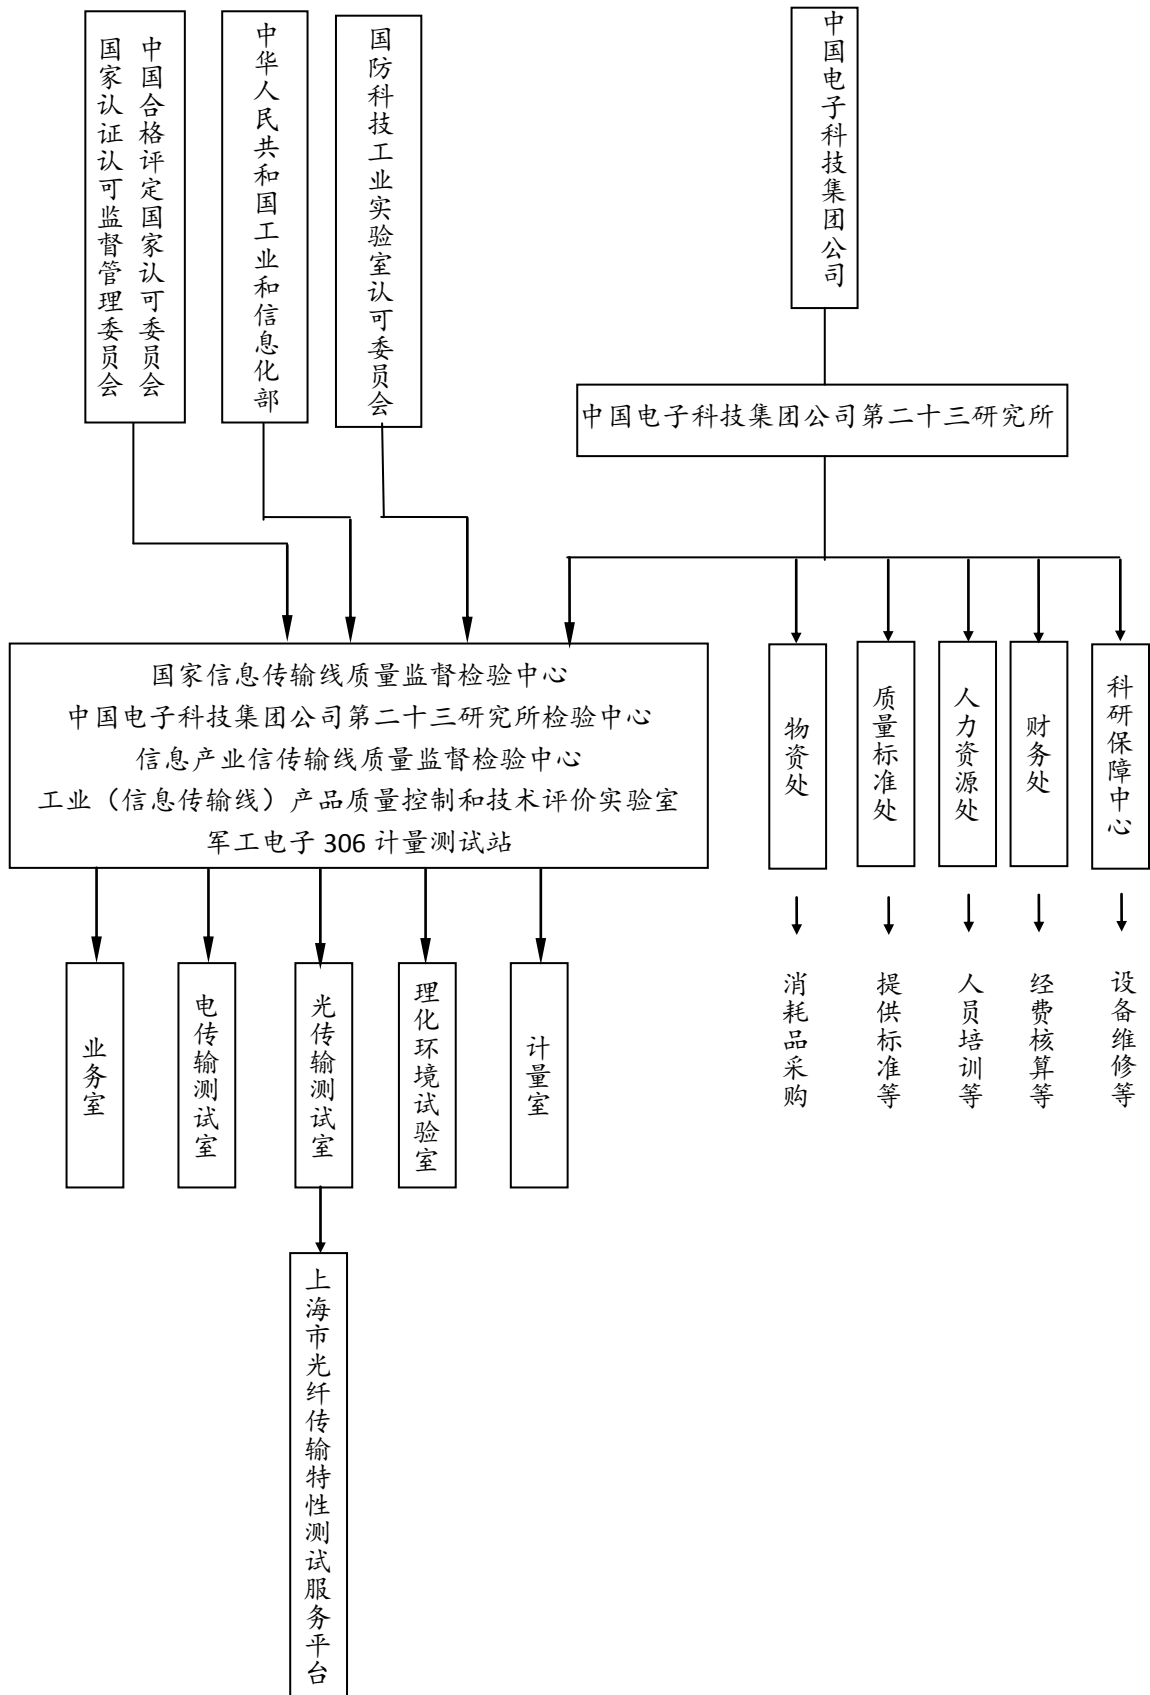 国家认证认可监督管理委员会
中国合格评定国家认可委员会
中华人民共和国工业和信息化部
国防科技工业实验室认可委员会
中国电子科技集团公司
中国电子科技集团公司第二十三研究所
国家信息传输线质量监督检验中心
中国电子科技集团公司第二十三研究所检验中心
信息产业信传输线质量监督检验中心
工业（信息传输线）产品质量控制和技术评价实验室
军工电子 306 计量测试站
物资处
质量标准处
人力资源处
财务处
科研保障中心
消耗品采购
提供标准等
人员培训等
经费核算等
设备维修等
业务室
电传输测试室
光传输测试室
理化环境试验室
计量室
上海市光纤传输特性测试服务平台